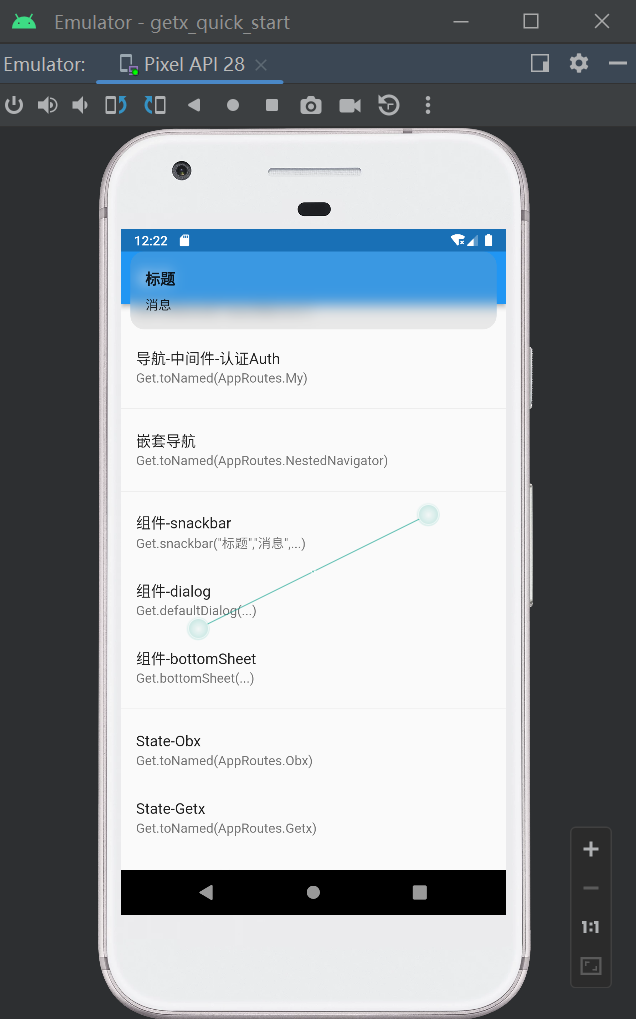 Emulator - getx_quick_start
Emulator:
Pixel API 28
12:22
标题
消息
导航-中间件-认证Auth
Get.toNamed(AppRoutes.My)
嵌套导航
Get.toNamed(AppRoutes.NestedNavigator)
组件-snackbar
Get.snackbar("标题","消息",...)
组件-dialog
Get.defaultDialog(...)
组件-bottomSheet
Get.bottomSheet(...)
State-Obx
Get.toNamed(AppRoutes.Obx)
State-Getx
Get.toNamed(AppRoutes.Getx)
1:1